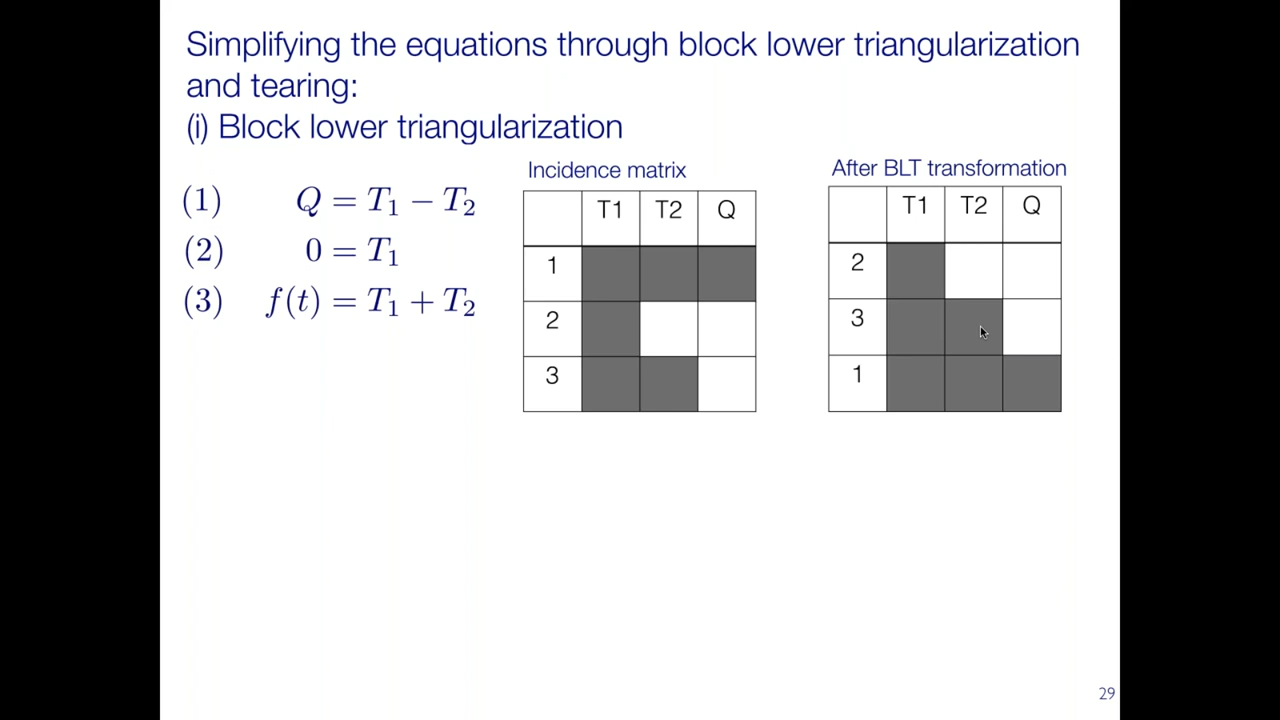 Simplifying the equations through block lower triangularization
and tearing:
(i) Block lower triangularization
(1) Q = T₁ − T₂
(2) 0 = T₁
(3) f(t) = T₁ + T₂
Incidence matrix
T1 T2 Q
1
2
3
After BLT transformation
T1 T2 Q
2
3
1
29